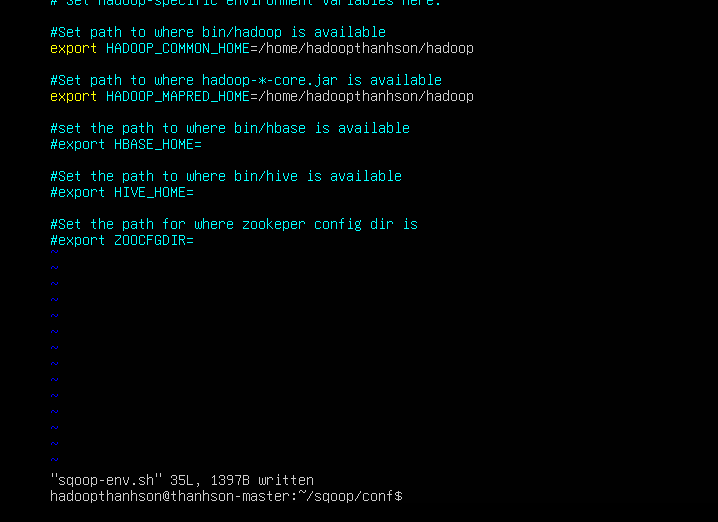 # Set hadoop-specific environment variables here.
#Set path to where bin/hadoop is available
export HADOOP_COMMON_HOME=/home/hadoopthanhson/hadoop
#Set path to where hadoop-*-core.jar is available
export HADOOP_MAPRED_HOME=/home/hadoopthanhson/hadoop
#set the path to where bin/hbase is available
#export HBASE_HOME=
#Set the path to where bin/hive is available
#export HIVE_HOME=
#Set the path for where zookeper config dir is
#export ZOOCFGDIR=
~
~
~
~
~
~
~
~
~
~
~
~
~
~
"sqoop-env.sh" 35L, 1397B written
hadoopthanhson@thanhson-master:~/sqoop/conf$